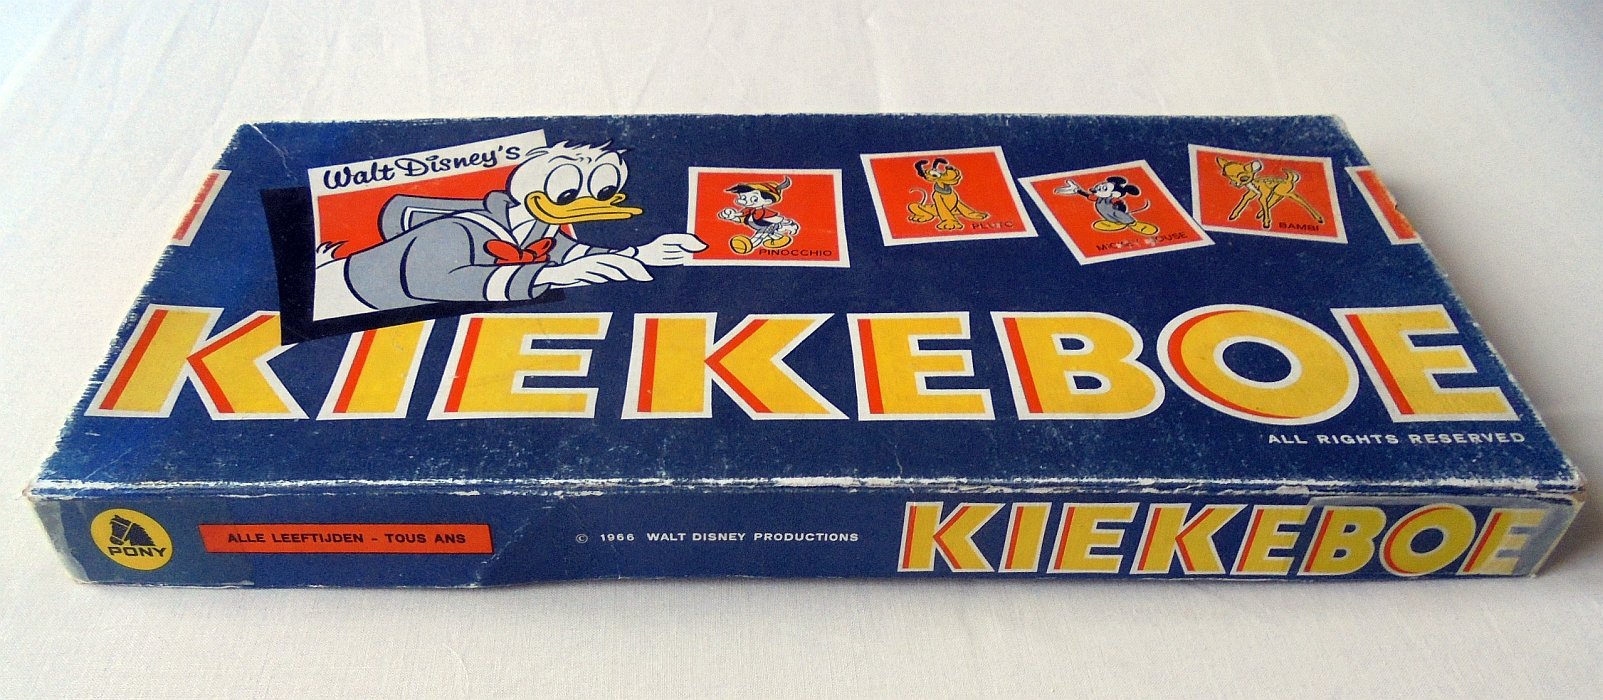 Walt Disney's
PINOCCHIO
PLUTO
MICKEY MOUSE
BAMBI
KIEKEBOE
ALL RIGHTS RESERVED
PONY
ALLE LEEFTIJDEN - TOUS ANS
© 1966 WALT DISNEY PRODUCTIONS
KIEKEBOE